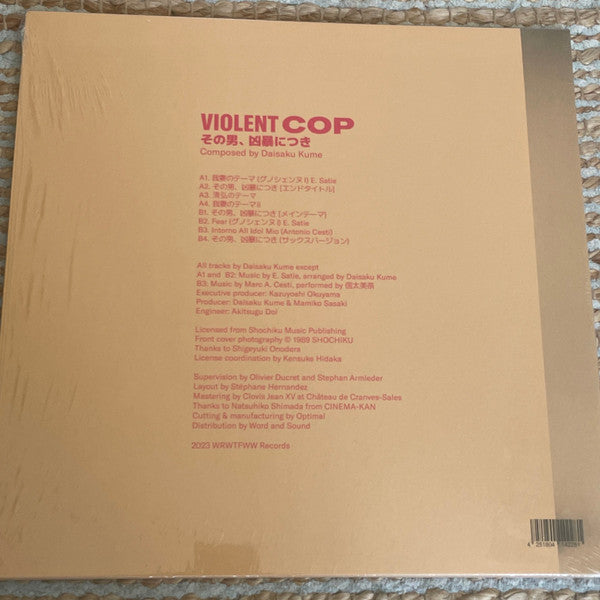 VIOLENT COP
その男、凶暴につき
Composed by Daisaku Kume
A1. 我妻のテーマ (グノシェンヌ I) E. Satie
A2. その男、凶暴につき [エンドタイトル]
A3. 清弘のテーマ
A4. 我妻のテーマII
B1. その男、凶暴につき [メインテーマ]
B2. Fear (グノシェンヌ I) E. Satie
B3. Intorno All Idol Mio (Antonio Cesti)
B4. その男、凶暴につき (サックスバージョン)
All tracks by Daisaku Kume except
A1 and B2: Music by E. Satie, arranged by Daisaku Kume
B3: Music by Marc A. Cesti, performed by
Executive producer: Kazuyoshi Okuyama
Producer: Daisaku Kume & Mamiko Sasaki
Engineer: Akitsugu Doi
Licensed from Shochiku Music Publishing
Front cover photography © 1989 SHOCHIKU
Thanks to Shigeyuki Onodera
License coordination by Kensuke Hidaka
Supervision by Olivier Ducret and Stephan Armleder
Layout by Stéphane Hernandez
Mastering by Clovis Jean XV at Château de Cranves-Sales
Thanks to Natsuhiko Shimada from CINEMA-KAN
Cutting & manufacturing by Optimal
Distribution by Word and Sound
2023 WRWTFWW Records
4 251804